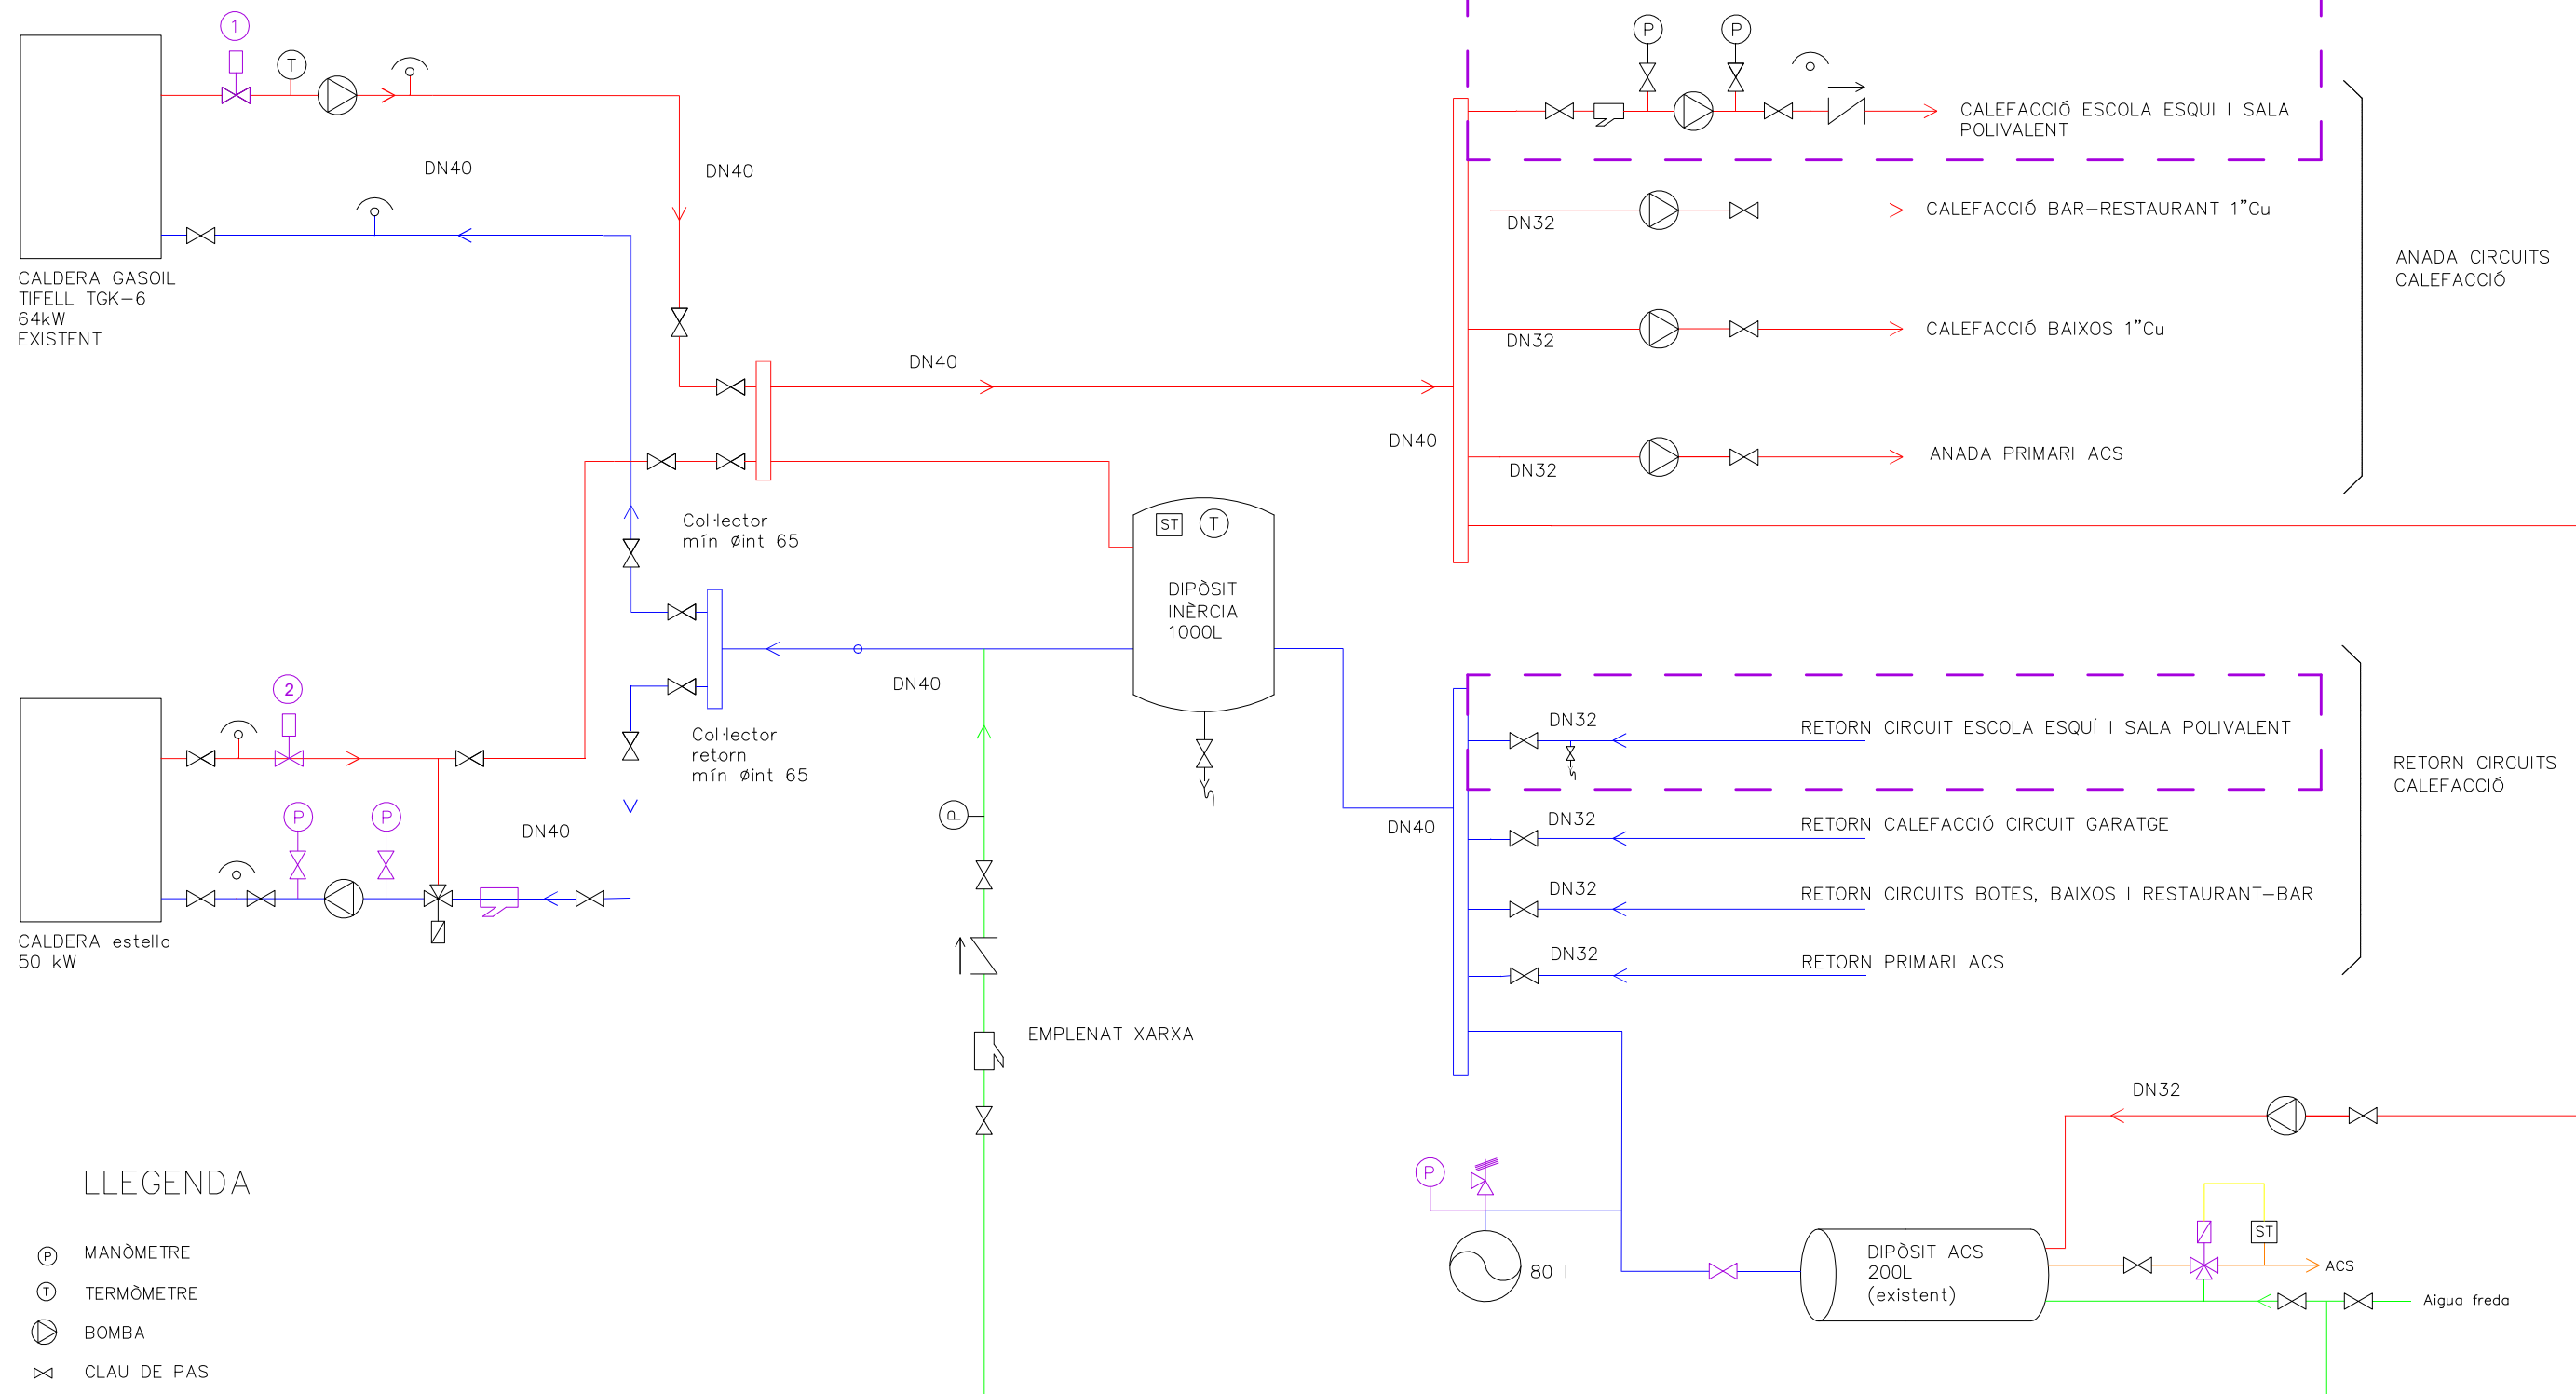 1
T
P
P
CALEFACCIÓ ESCOLA ESQUI I SALA
POLIVALENT
DN40
DN40
DN32
CALEFACCIÓ BAR-RESTAURANT 1"Cu
ANADA CIRCUITS
CALEFACCIÓ
CALDERA GASOIL
TIFELL TGK-6
64kW
EXISTENT
DN32
CALEFACCIÓ BAIXOS 1"Cu
DN40
DN40
DN32
ANADA PRIMARI ACS
Col·lector
mín Øint 65
ST
T
DIPÒSIT
INÈRCIA
1000L
2
DN40
Col·lector
retorn
mín Øint 65
DN32
RETORN CIRCUIT ESCOLA ESQUÍ I SALA POLIVALENT
RETORN CIRCUITS
CALEFACCIÓ
P
P
DN40
P
DN40
DN32
RETORN CALEFACCIÓ CIRCUIT GARATGE
DN32
RETORN CIRCUITS BOTES, BAIXOS I RESTAURANT-BAR
CALDERA estella
50 kW
DN32
RETORN PRIMARI ACS
EMPLENAT XARXA
DN32
LLEGENDA
P
80 l
DIPÒSIT ACS
200L
(existent)
ST
ACS
Aigua freda
P MANÒMETRE
T TERMÒMETRE
BOMBA
CLAU DE PAS